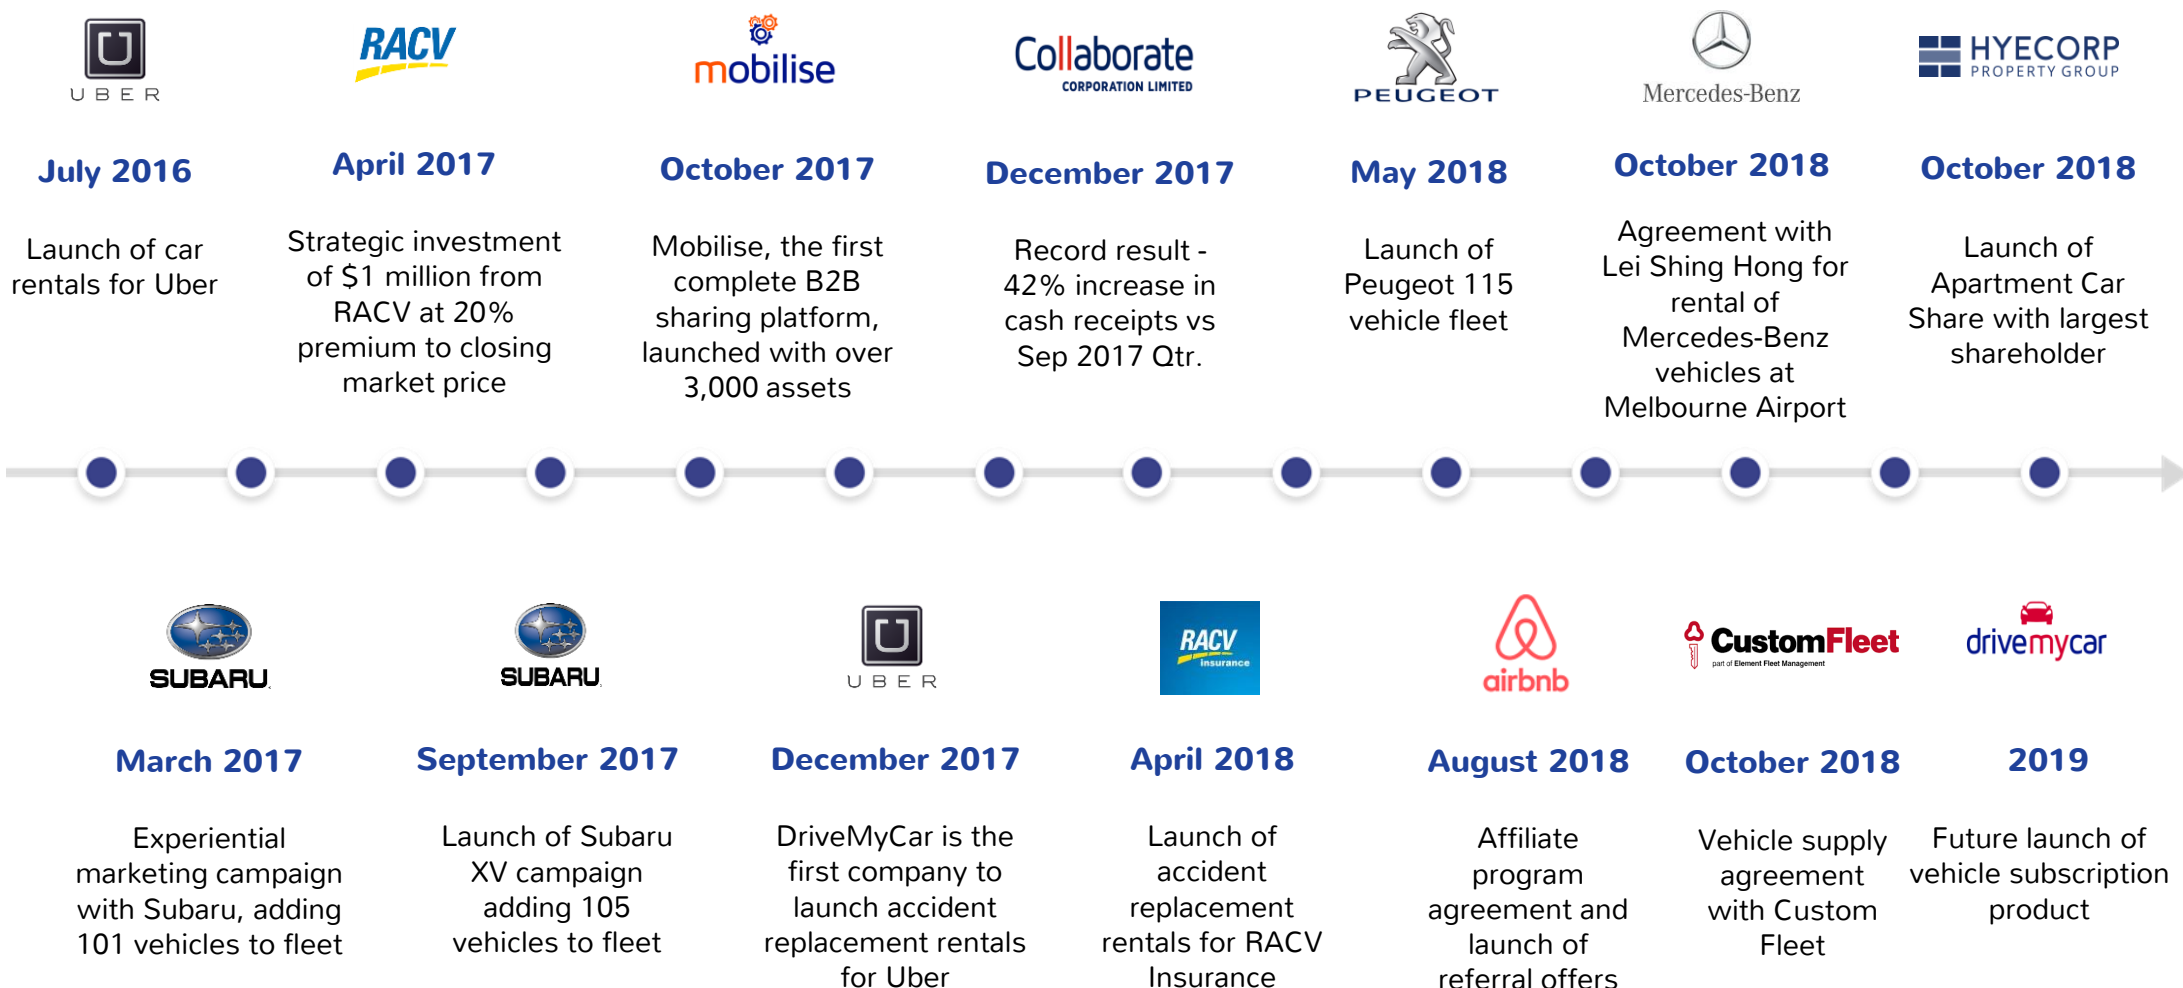 UBER
July 2016
Launch of car
rentals for Uber
RACV
April 2017
Strategic investment
of $1 million from
RACV at 20%
premium to closing
market price
mobilise
October 2017
Mobilise, the first
complete B2B
sharing platform,
launched with over
3,000 assets
Collaborate
CORPORATION LIMITED
December 2017
Record result -
42% increase in
cash receipts vs
Sep 2017 Qtr.
PEUGEOT
May 2018
Launch of
Peugeot 115
vehicle fleet
Mercedes-Benz
October 2018
Agreement with
Lei Shing Hong for
rental of
Mercedes-Benz
vehicles at
Melbourne Airport
HYECORP
PROPERTY GROUP
October 2018
Launch of
Apartment Car
Share with largest
shareholder
SUBARU
March 2017
Experiential
marketing campaign
with Subaru, adding
101 vehicles to fleet
SUBARU
September 2017
Launch of Subaru
XV campaign
adding 105
vehicles to fleet
UBER
December 2017
DriveMyCar is the
first company to
launch accident
replacement rentals
for Uber
RACV
Insurance
April 2018
Launch of
accident
replacement
rentals for RACV
Insurance
airbnb
August 2018
Affiliate
program
agreement and
launch of
referral offers
CustomFleet
part of Element Fleet Management
October 2018
Vehicle supply
agreement
with Custom
Fleet
drivemycar
2019
Future launch of
vehicle subscription
product